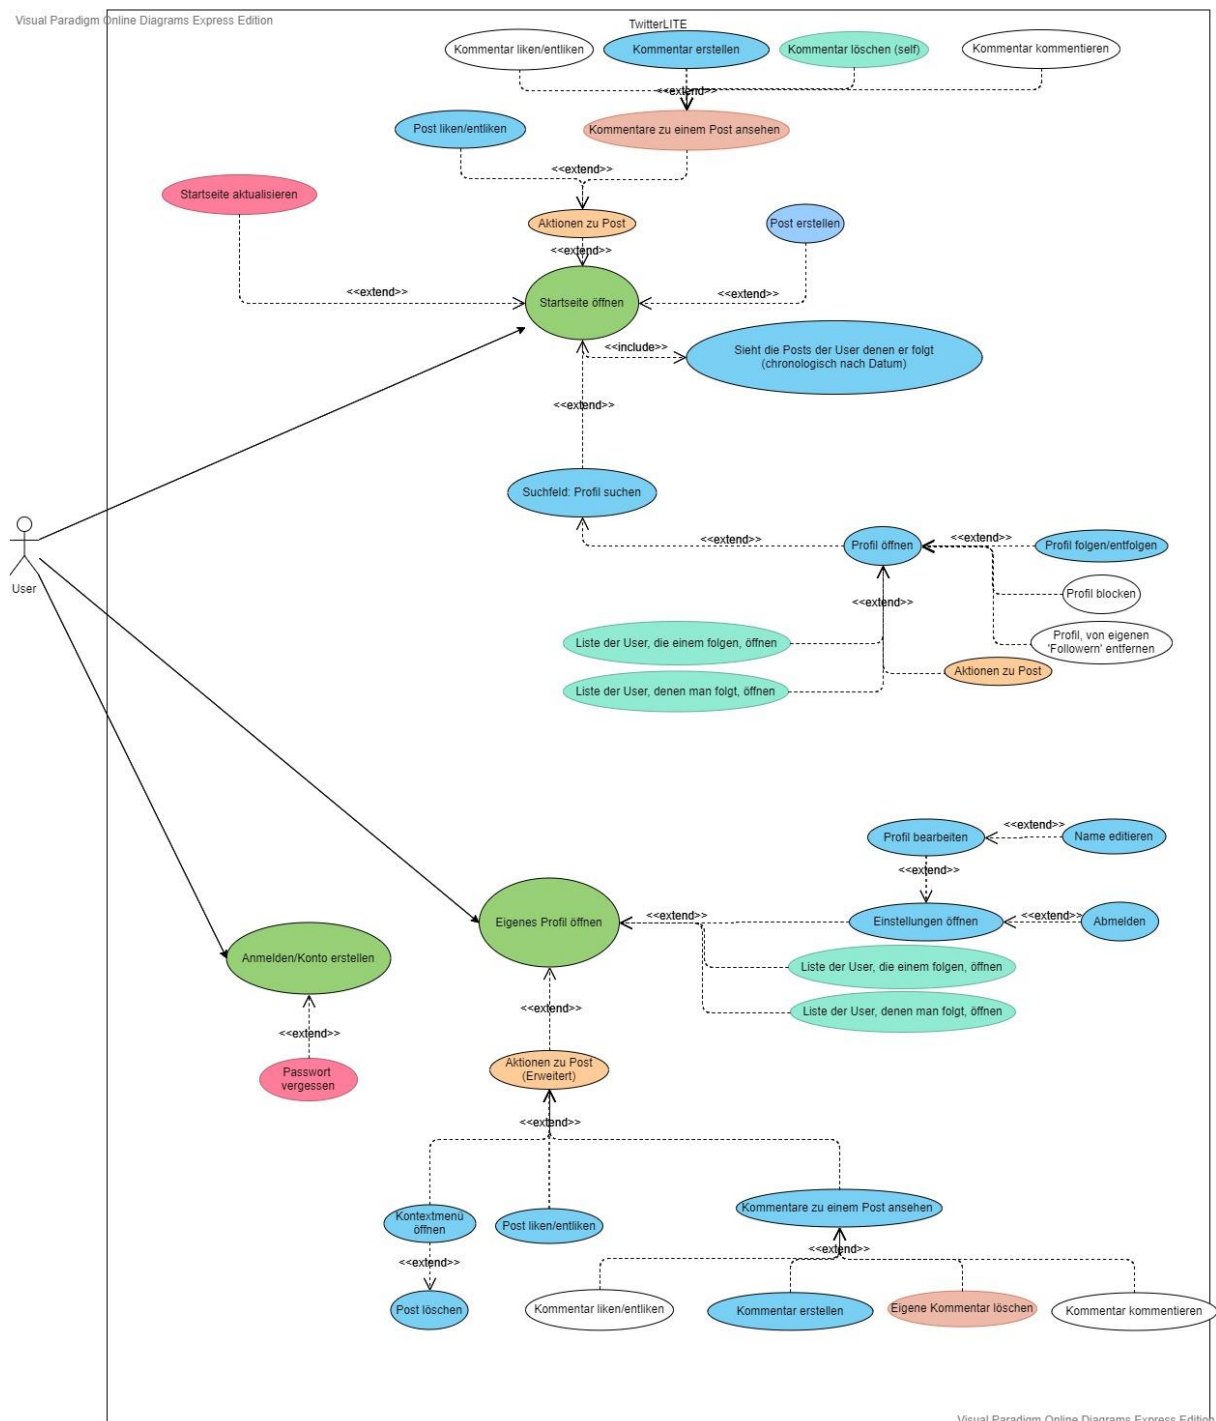 Visual Paradigm Online Diagrams Express Edition
TwitterLITE
Kommentar liken/entliken
Kommentar erstellen
Kommentar löschen (self)
Kommentar kommentieren
<<extend>>
Post liken/entliken
Kommentare zu einem Post ansehen
<<extend>>
Startseite aktualisieren
Aktionen zu Post
Post erstellen
<<extend>>
<<extend>>
Startseite öffnen
<<extend>>
<<include>>
Sieht die Posts der User denen er folgt
(chronologisch nach Datum)
<<extend>>
Suchfeld: Profil suchen
<<extend>>
Profil öffnen
<<extend>>
Profil folgen/entfolgen
User
Profil blocken
<<extend>>
Liste der User, die einem folgen, öffnen
Profil, von eigenen
'Followern' entfernen
Aktionen zu Post
Liste der User, denen man folgt, öffnen
Profil bearbeiten
<<extend>>
Name editieren
<<extend>>
Eigenes Profil öffnen
<<extend>>
Einstellungen öffnen
<<extend>>
Abmelden
Anmelden/Konto erstellen
Liste der User, die einem folgen, öffnen
<<extend>>
Liste der User, denen man folgt, öffnen
<<extend>>
Passwort
vergessen
Aktionen zu Post
(Erweitert)
<<extend>>
Kontextmenü
öffnen
Post liken/entliken
Kommentare zu einem Post ansehen
<<extend>>
<<extend>>
Post löschen
Kommentar liken/entliken
Kommentar erstellen
Eigene Kommentar löschen
Kommentar kommentieren
Visual Paradigm Online Diagrams Express Edition